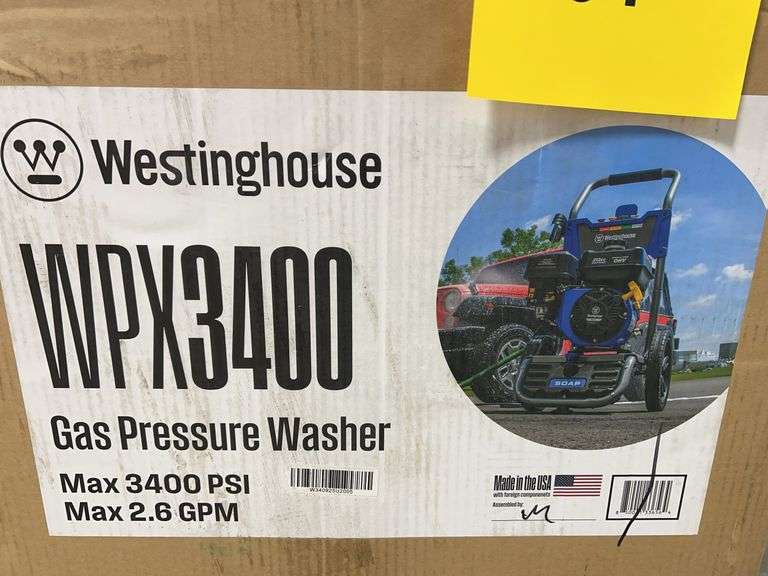 Westinghouse
WPX3400
Gas Pressure Washer
Max 3400 PSI
Max 2.6 GPM
Westinghouse
SOAP
Made in the USA
with foreign components
Assembled by: